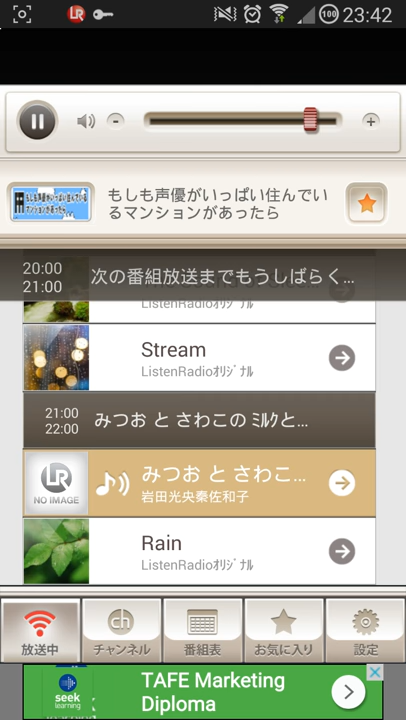 LR
100
23:42
-
+
もしも声優がいっぱい住んでい
るマンションがあったら
20:00
21:00
次の番組放送までもうしばらく...
ListenRadioｵﾘｼﾞﾅﾙ
Stream
ListenRadioｵﾘｼﾞﾅﾙ
21:00
22:00
みつお と さわこの ﾐﾙｸと...
LR
NO IMAGE
みつお と さわこ...
岩田光央秦佐和子
Rain
ListenRadioｵﾘｼﾞﾅﾙ
放送中
ch
チャンネル
番組表
お気に入り
設定
seek
learning
TAFE Marketing
Diploma